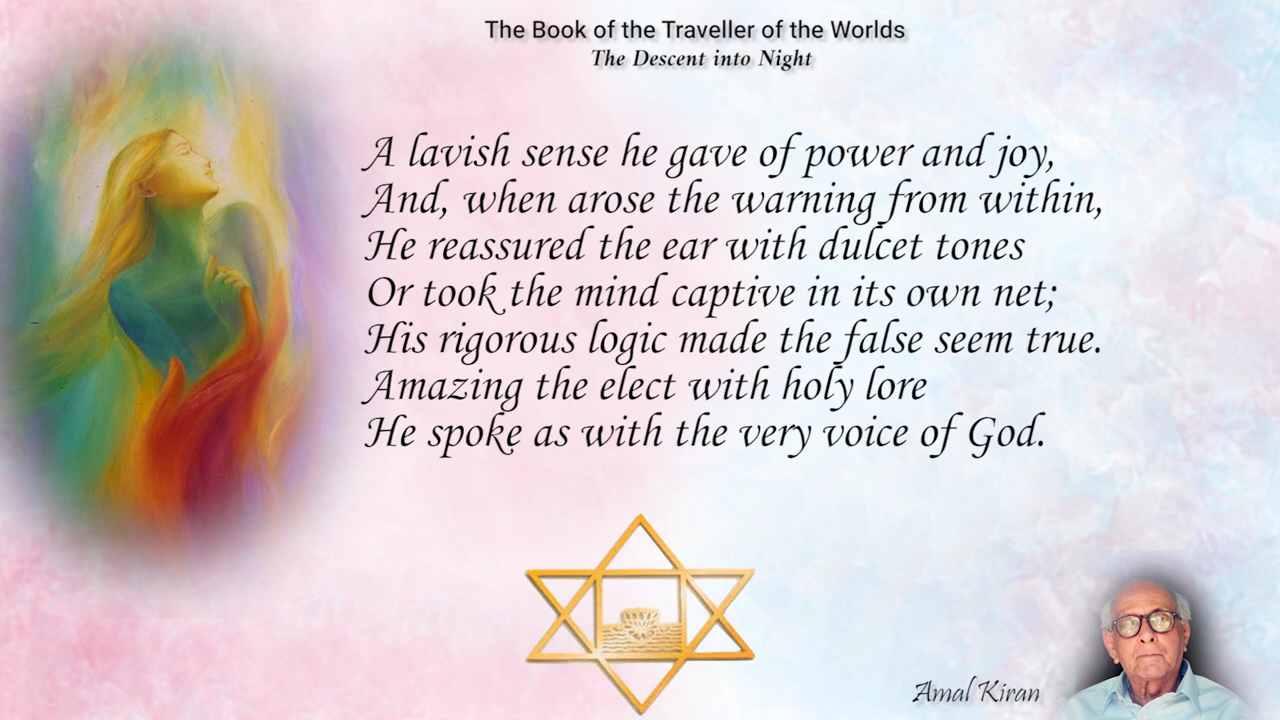 The Book of the Traveller of the Worlds
The Descent into Night
A lavish sense he gave of power and joy,
And, when arose the warning from within,
He reassured the ear with dulcet tones
Or took the mind captive in its own net;
His rigorous logic made the false seem true.
Amazing the elect with holy lore
He spoke as with the very voice of God.
Amal Kiran